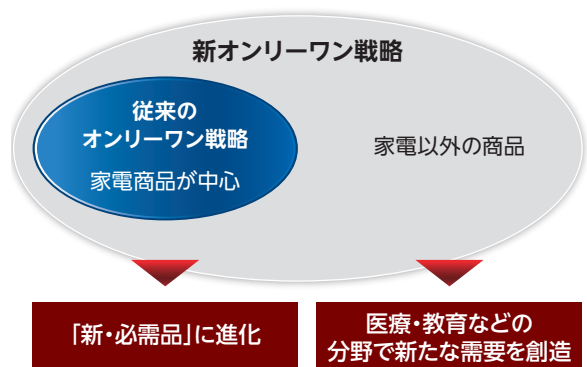 新オンリーワン戦略
従来の
オンリーワン戦略
家電商品が中心
家電以外の商品
「新・必需品」に進化
医療・教育などの
分野で新たな需要を創造